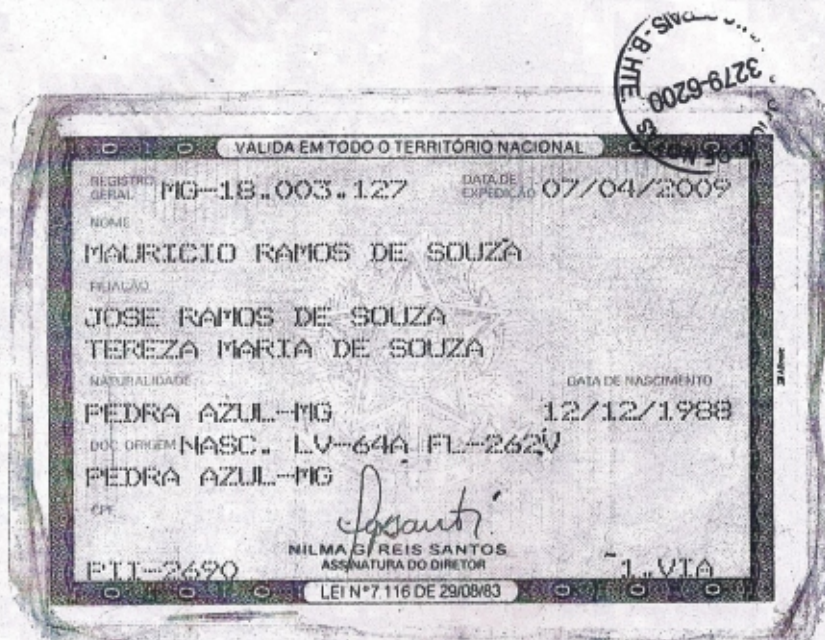 BHTE.
3279-6200
VÁLIDA EM TODO O TERRITÓRIO NACIONAL
REGISTRO GERAL MG-18.003.127 DATA DE EXPEDIÇÃO 07/04/2009
NOME
MAURICIO RAMOS DE SOUZA
FILIAÇÃO
JOSE RAMOS DE SOUZA
TEREZA MARIA DE SOUZA
NATURALIDADE DATA DE NASCIMENTO
PEDRA AZUL-MG 12/12/1988
DOC ORIGEM NASC. LV-64A FL-262V
PEDRA AZUL-MG
CPF
NILMA G. REIS SANTOS
PII-2690 ASSINATURA DO DIRETOR 1.VIA
LEI Nº 7.116 DE 29/08/83